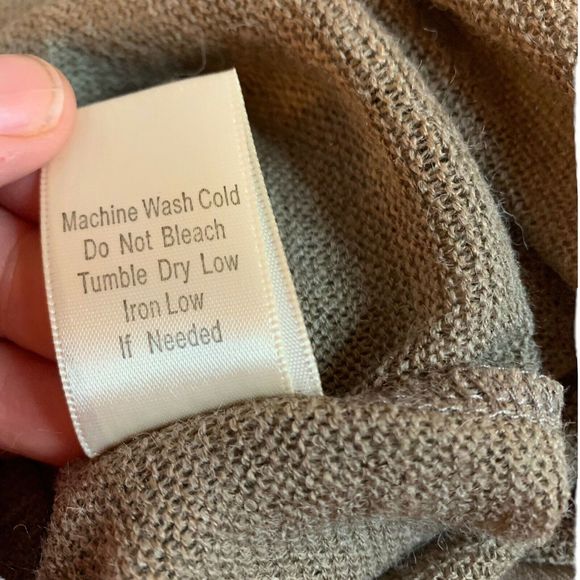 Machine Wash Cold
Do Not Bleach
Tumble Dry Low
Iron Low
If Needed